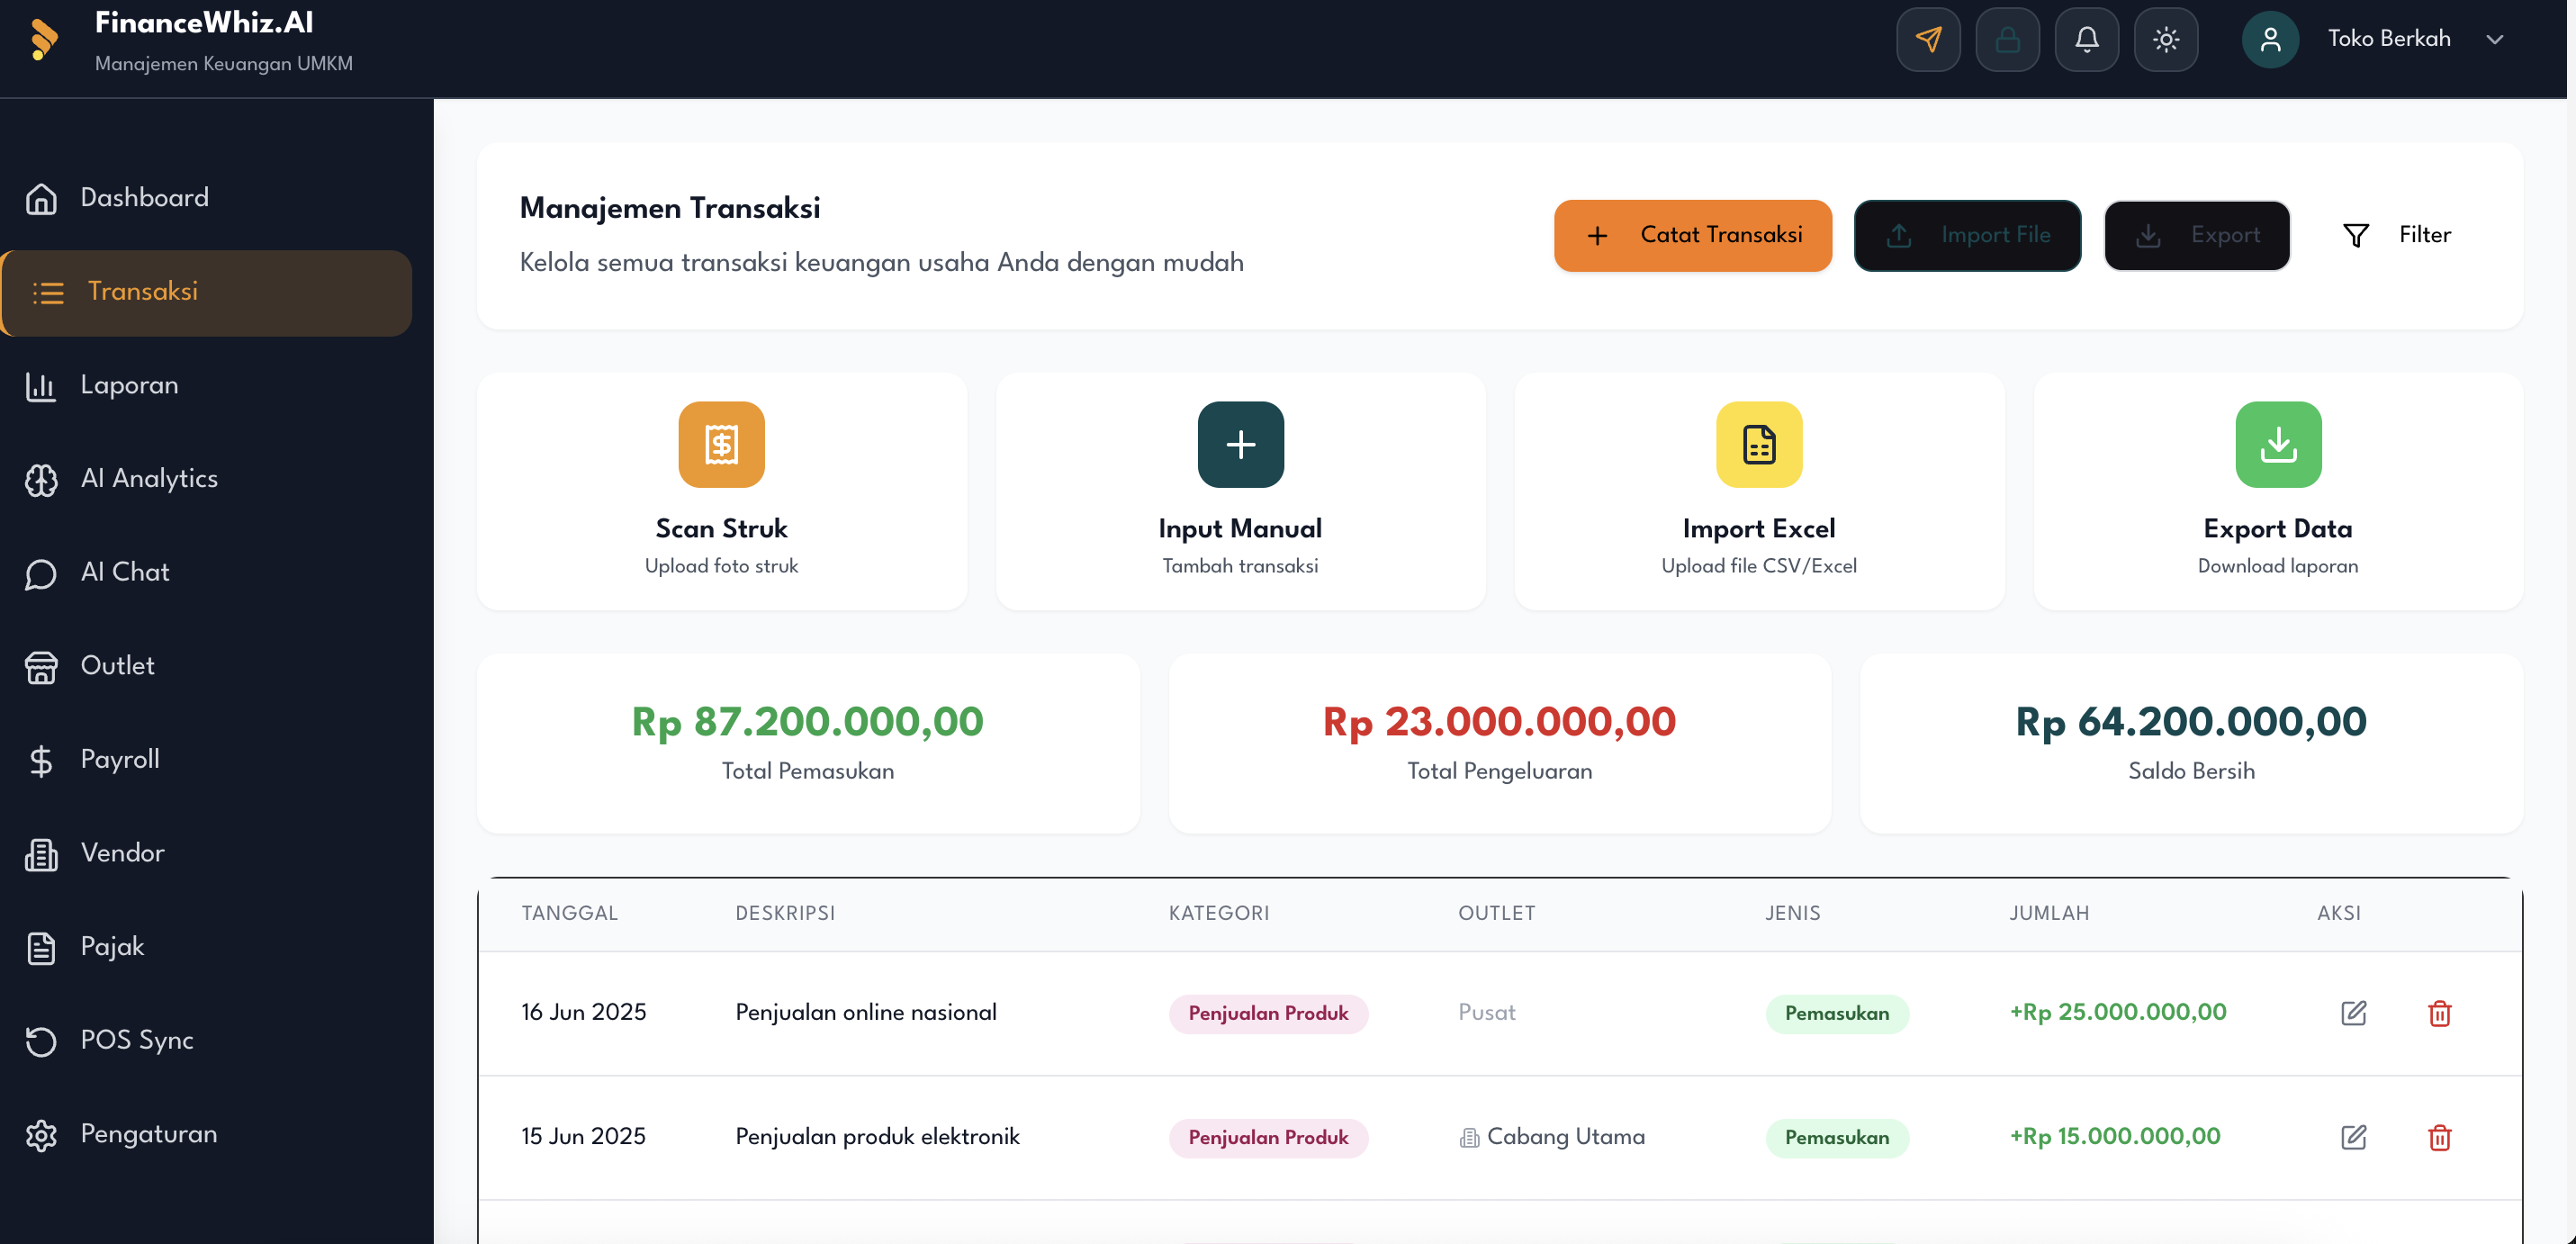 FinanceWhiz.AI
Manajemen Keuangan UMKM
Toko Berkah
Dashboard
Transaksi
Laporan
AI Analytics
AI Chat
Outlet
Payroll
Vendor
Pajak
POS Sync
Pengaturan
Manajemen Transaksi
Kelola semua transaksi keuangan usaha Anda dengan mudah
Catat Transaksi
Import File
Export
Filter
Scan Struk
Upload foto struk
Input Manual
Tambah transaksi
Import Excel
Upload file CSV/Excel
Export Data
Download laporan
Rp 87.200.000,00
Total Pemasukan
Rp 23.000.000,00
Total Pengeluaran
Rp 64.200.000,00
Saldo Bersih
TANGGAL DESKRIPSI KATEGORI OUTLET JENIS JUMLAH AKSI
16 Jun 2025 Penjualan online nasional Penjualan Produk Pusat Pemasukan +Rp 25.000.000,00
15 Jun 2025 Penjualan produk elektronik Penjualan Produk Cabang Utama Pemasukan +Rp 15.000.000,00